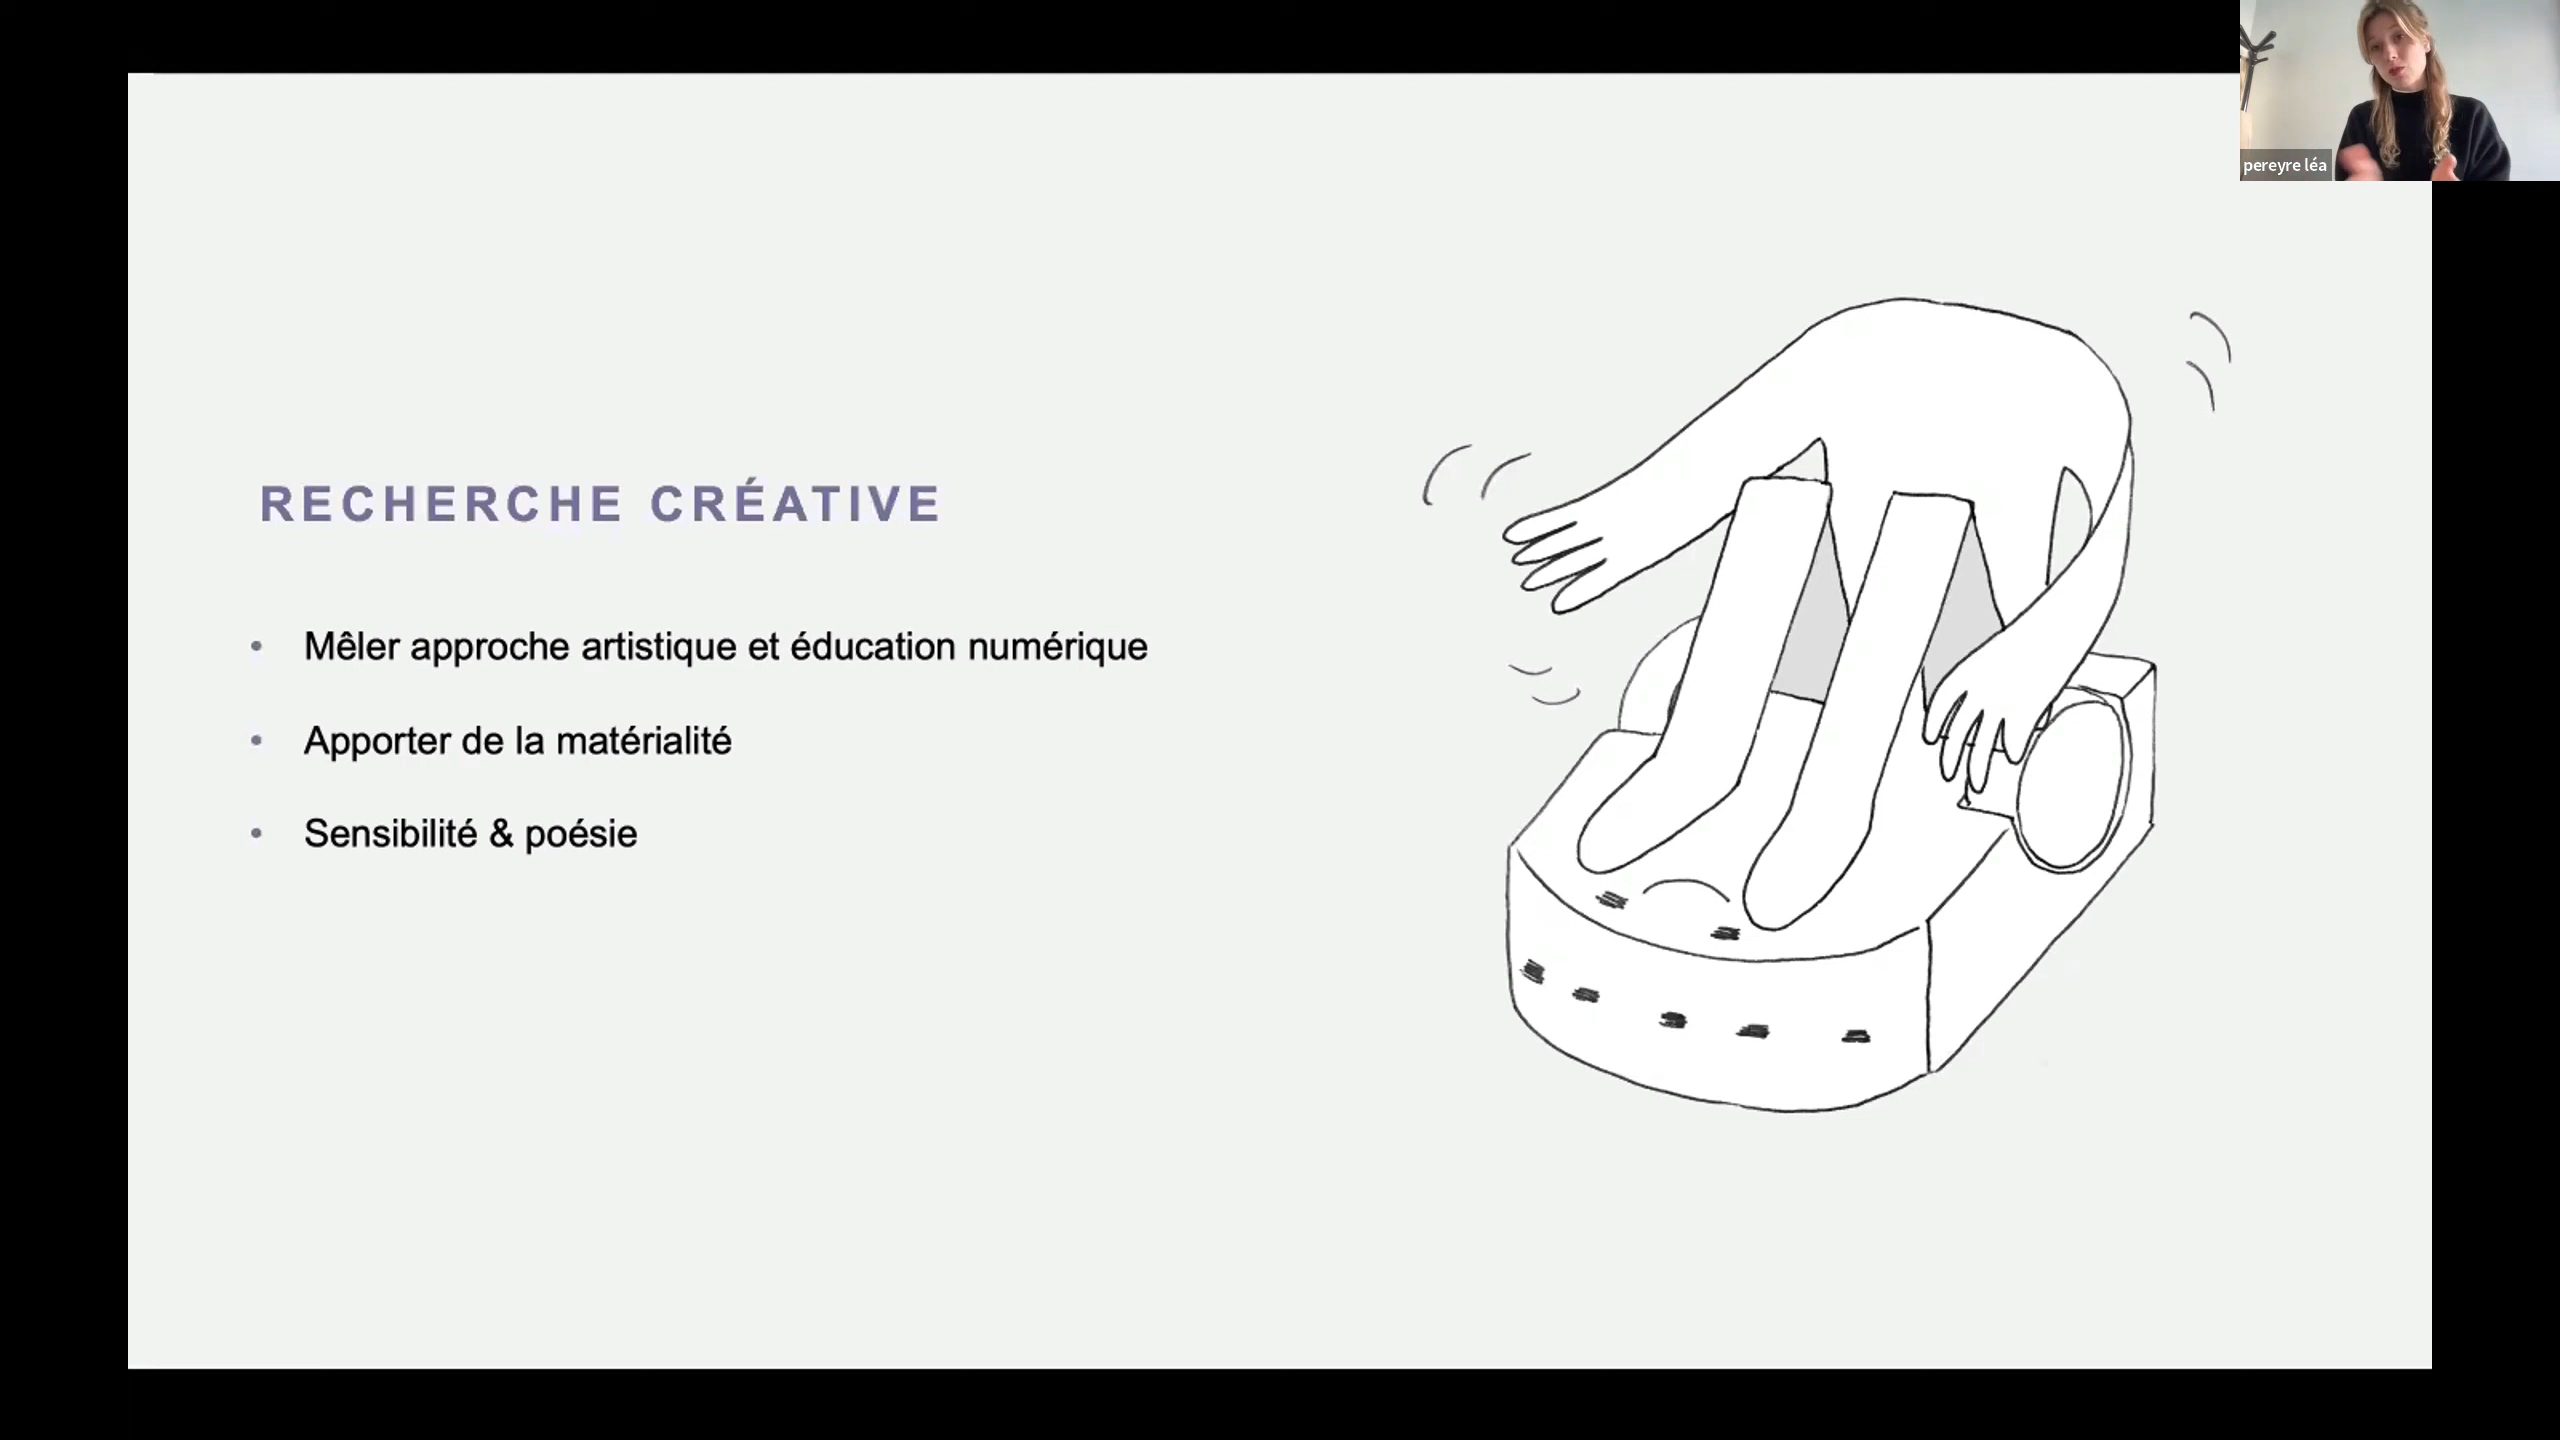 pereyre léa
RECHERCHE CRÉATIVE
• Mêler approche artistique et éducation numérique
• Apporter de la matérialité
• Sensibilité & poésie